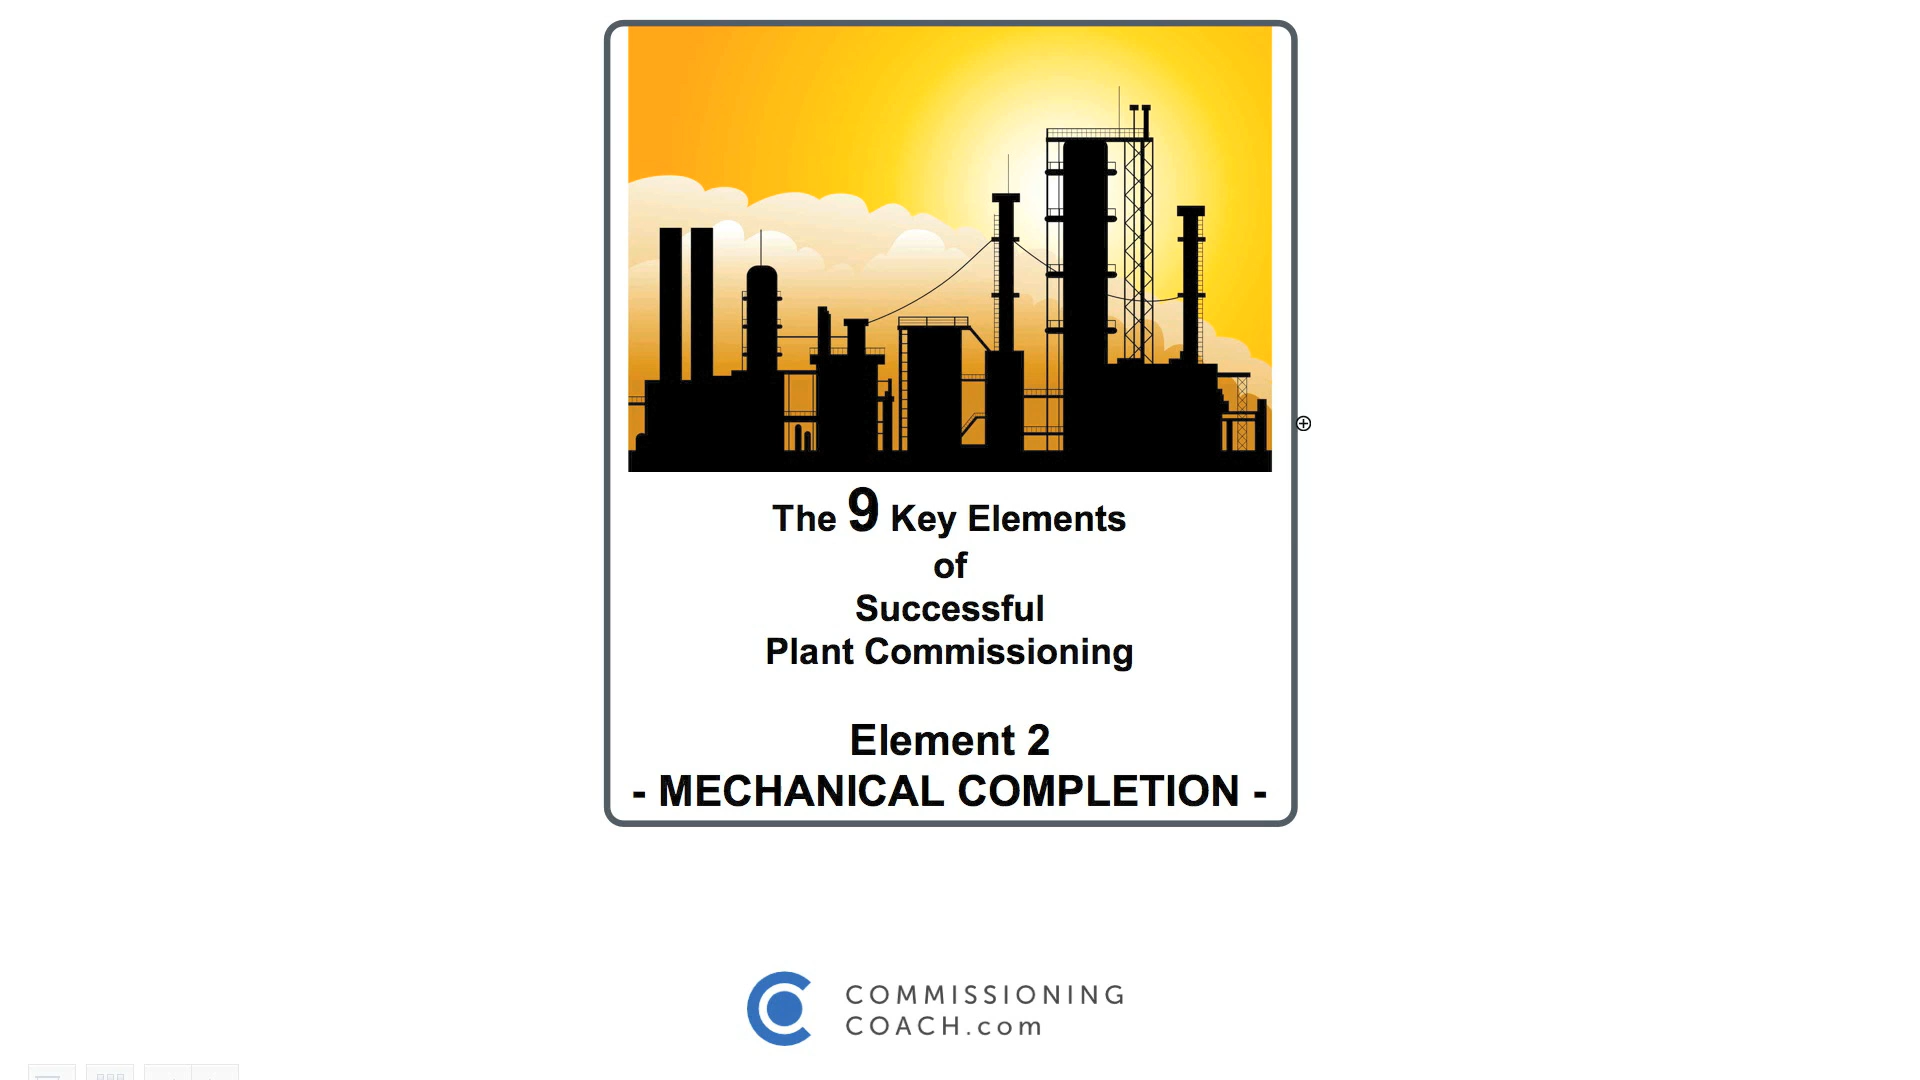 The 9 Key Elements
of
Successful
Plant Commissioning
Element 2
- MECHANICAL COMPLETION -
COMMISSIONING
COACH.com